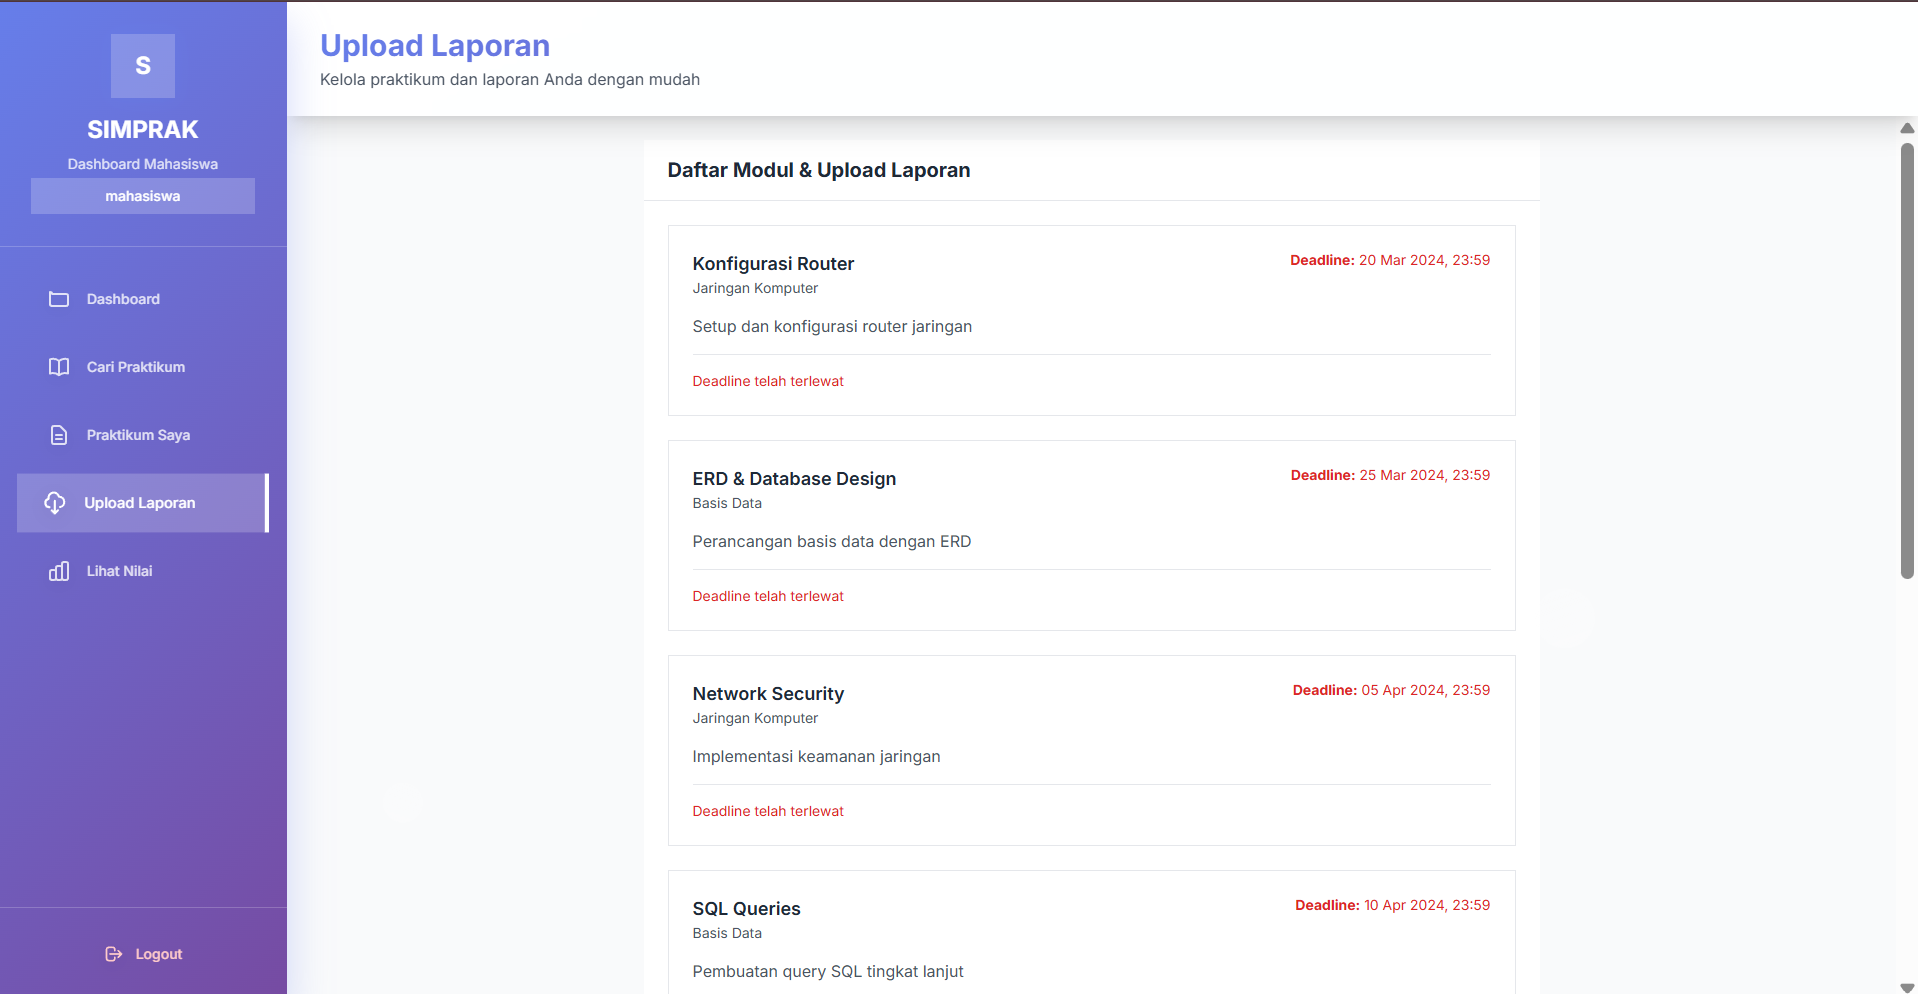 S
SIMPRAK
Dashboard Mahasiswa
mahasiswa
Dashboard
Cari Praktikum
Praktikum Saya
Upload Laporan
Lihat Nilai
Logout
Upload Laporan
Kelola praktikum dan laporan Anda dengan mudah
Daftar Modul & Upload Laporan
Konfigurasi Router
Deadline: 20 Mar 2024, 23:59
Jaringan Komputer
Setup dan konfigurasi router jaringan
Deadline telah terlewat
ERD & Database Design
Deadline: 25 Mar 2024, 23:59
Basis Data
Perancangan basis data dengan ERD
Deadline telah terlewat
Network Security
Deadline: 05 Apr 2024, 23:59
Jaringan Komputer
Implementasi keamanan jaringan
Deadline telah terlewat
SQL Queries
Deadline: 10 Apr 2024, 23:59
Basis Data
Pembuatan query SQL tingkat lanjut